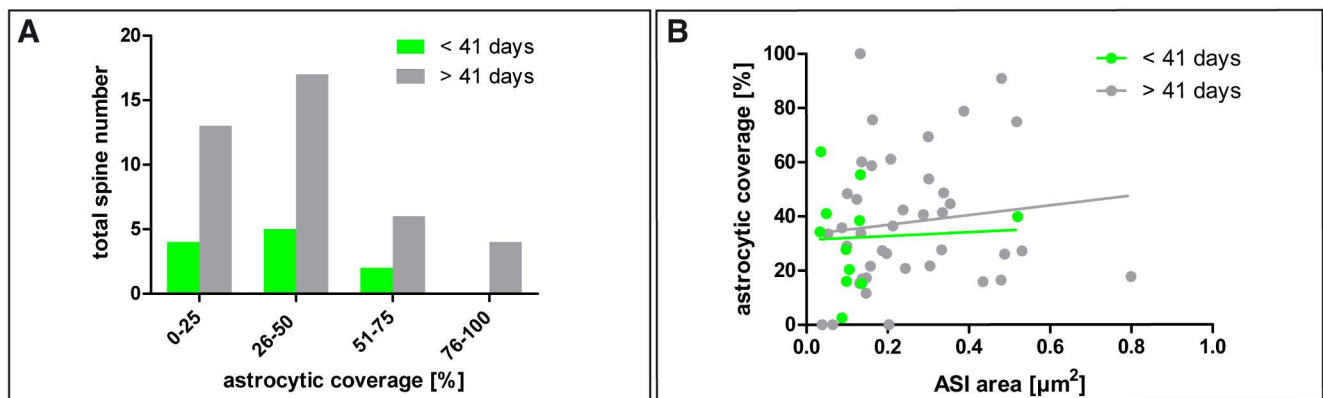 A
20
15
10
5
0
total spine number
< 41 days
> 41 days
0-25
26-50
51-75
76-100
astrocytic coverage [%]
B
100
80
60
40
20
0
astrocytic coverage [%]
< 41 days
> 41 days
0.0 0.2 0.4 0.6 0.8 1.0
ASI area [µm²]